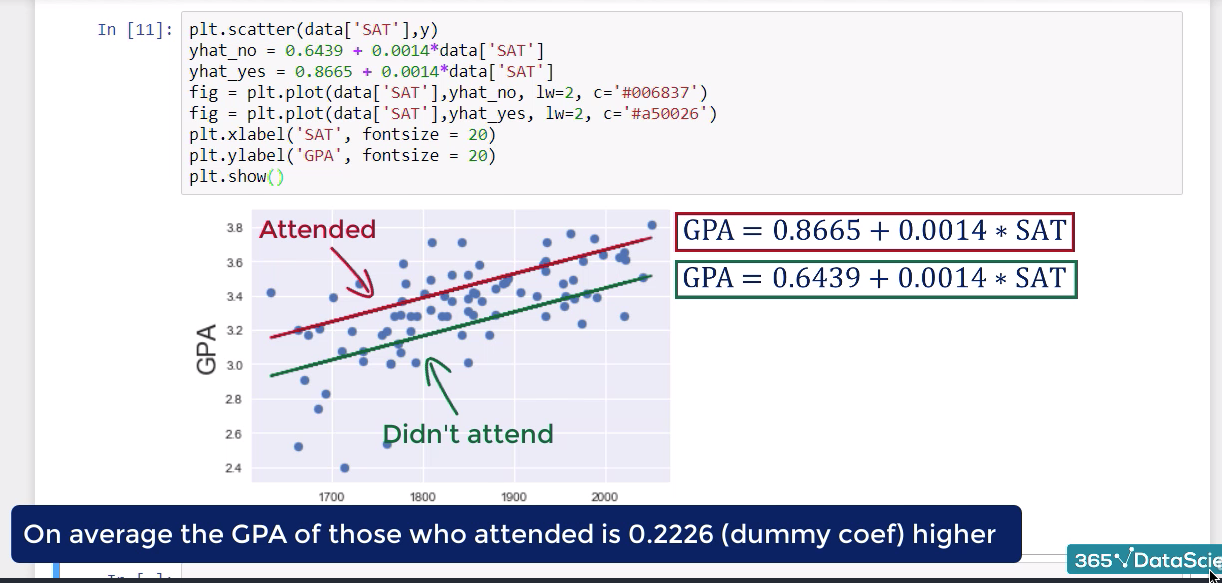 In [11]:
plt.scatter(data['SAT'],y)
yhat_no = 0.6439 + 0.0014*data['SAT']
yhat_yes = 0.8665 + 0.0014*data['SAT']
fig = plt.plot(data['SAT'],yhat_no, lw=2, c='#006837')
fig = plt.plot(data['SAT'],yhat_yes, lw=2, c='#a50026')
plt.xlabel('SAT', fontsize = 20)
plt.ylabel('GPA', fontsize = 20)
plt.show()
Attended
GPA = 0.8665 + 0.0014 ∗ SAT
GPA = 0.6439 + 0.0014 ∗ SAT
3.8
3.6
3.4
3.2
3.0
2.8
2.6
2.4
GPA
Didn't attend
1700 1800 1900 2000
On average the GPA of those who attended is 0.2226 (dummy coef) higher
365 DataScie